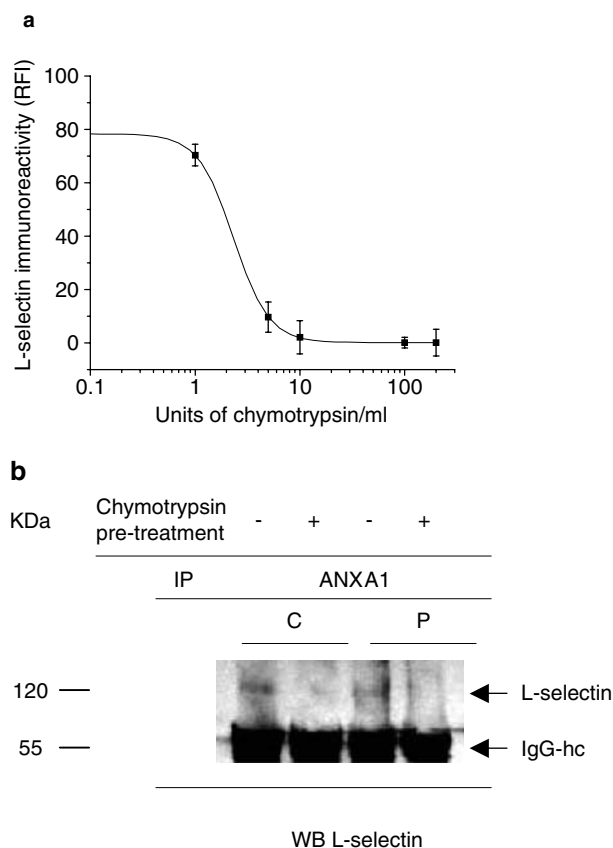 a
L-selectin immunoreactivity (RFI)
100
80
60
40
20
0
0.1 1 10 100
Units of chymotrypsin/ml
b
KDa
Chymotrypsin
pre-treatment - + - +
IP ANXA1
C P
120 L-selectin
55 IgG-hc
WB L-selectin